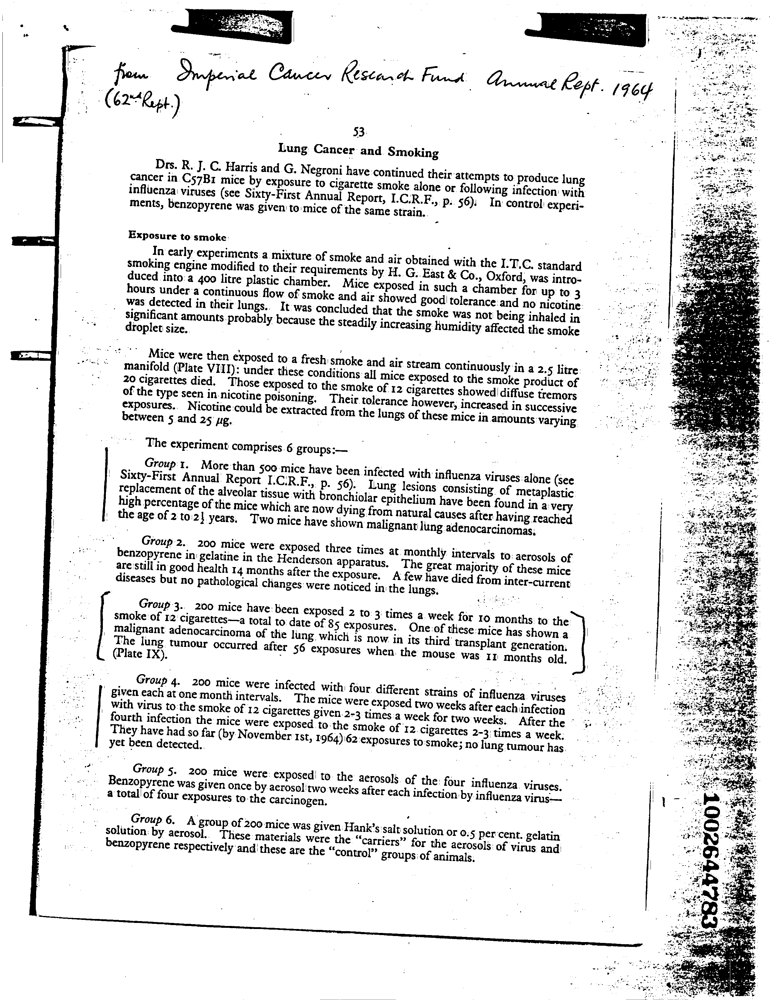 from Imperial Cancer Research Fund. Annual Rept. 1964
(62nd Rept.)
53
Lung Cancer and Smoking
Drs. R. J. C. Harris and G. Negroni have continued their attempts to produce lung
cancer in C57Bl mice by exposure to cigarette smoke alone or following infection with
influenza viruses (see Sixty-First Annual Report, I.C.R.F., p. 56). In control experi-
ments, benzopyrene was given to mice of the same strain.
Exposure to smoke
In early experiments a mixture of smoke and air obtained with the I.T.C. standard
smoking engine modified to their requirements by H. G. East & Co., Oxford, was intro-
duced into a 400 litre plastic chamber. Mice exposed in such a chamber for up to 3
hours under a continuous flow of smoke and air showed good tolerance and no nicotine
was detected in their lungs. It was concluded that the smoke was not being inhaled in
significant amounts probably because the steadily increasing humidity affected the smoke
droplet size.
Mice were then exposed to a fresh smoke and air stream continuously in a 2.5 litre
manifold (Plate VIII): under these conditions all mice exposed to the smoke product of
20 cigarettes died. Those exposed to the smoke of 12 cigarettes showed diffuse tremors
of the type seen in nicotine poisoning. Their tolerance however, increased in successive
exposures. Nicotine could be extracted from the lungs of these mice in amounts varying
between 5 and 25 μg.
The experiment comprises 6 groups:—
Group 1. More than 500 mice have been infected with influenza viruses alone (see
Sixty-First Annual Report I.C.R.F., p. 56). Lung lesions consisting of metaplastic
replacement of the alveolar tissue with bronchiolar epithelium have been found in a very
high percentage of the mice which are now dying from natural causes after having reached
the age of 2 to 2½ years. Two mice have shown malignant lung adenocarcinomas.
Group 2. 200 mice were exposed three times at monthly intervals to aerosols of
benzopyrene in gelatine in the Henderson apparatus. The great majority of these mice
are still in good health 14 months after the exposure. A few have died from inter-current
diseases but no pathological changes were noticed in the lungs.
Group 3. 200 mice have been exposed 2 to 3 times a week for 10 months to the
smoke of 12 cigarettes—a total to date of 85 exposures. One of these mice has shown a
malignant adenocarcinoma of the lung which is now in its third transplant generation.
The lung tumour occurred after 56 exposures when the mouse was 11 months old.
(Plate IX).
Group 4. 200 mice were infected with four different strains of influenza viruses
given each at one month intervals. The mice were exposed two weeks after each infection
with virus to the smoke of 12 cigarettes given 2-3 times a week for two weeks. After the
fourth infection the mice were exposed to the smoke of 12 cigarettes 2-3 times a week.
They have had so far (by November 1st, 1964) 62 exposures to smoke; no lung tumour has
yet been detected.
Group 5. 200 mice were exposed to the aerosols of the four influenza viruses.
Benzopyrene was given once by aerosol two weeks after each infection by influenza virus—
a total of four exposures to the carcinogen.
Group 6. A group of 200 mice was given Hank's salt solution or 0.5 per cent. gelatin
solution by aerosol. These materials were the "carriers" for the aerosols of virus and
benzopyrene respectively and these are the "control" groups of animals.
1002644783